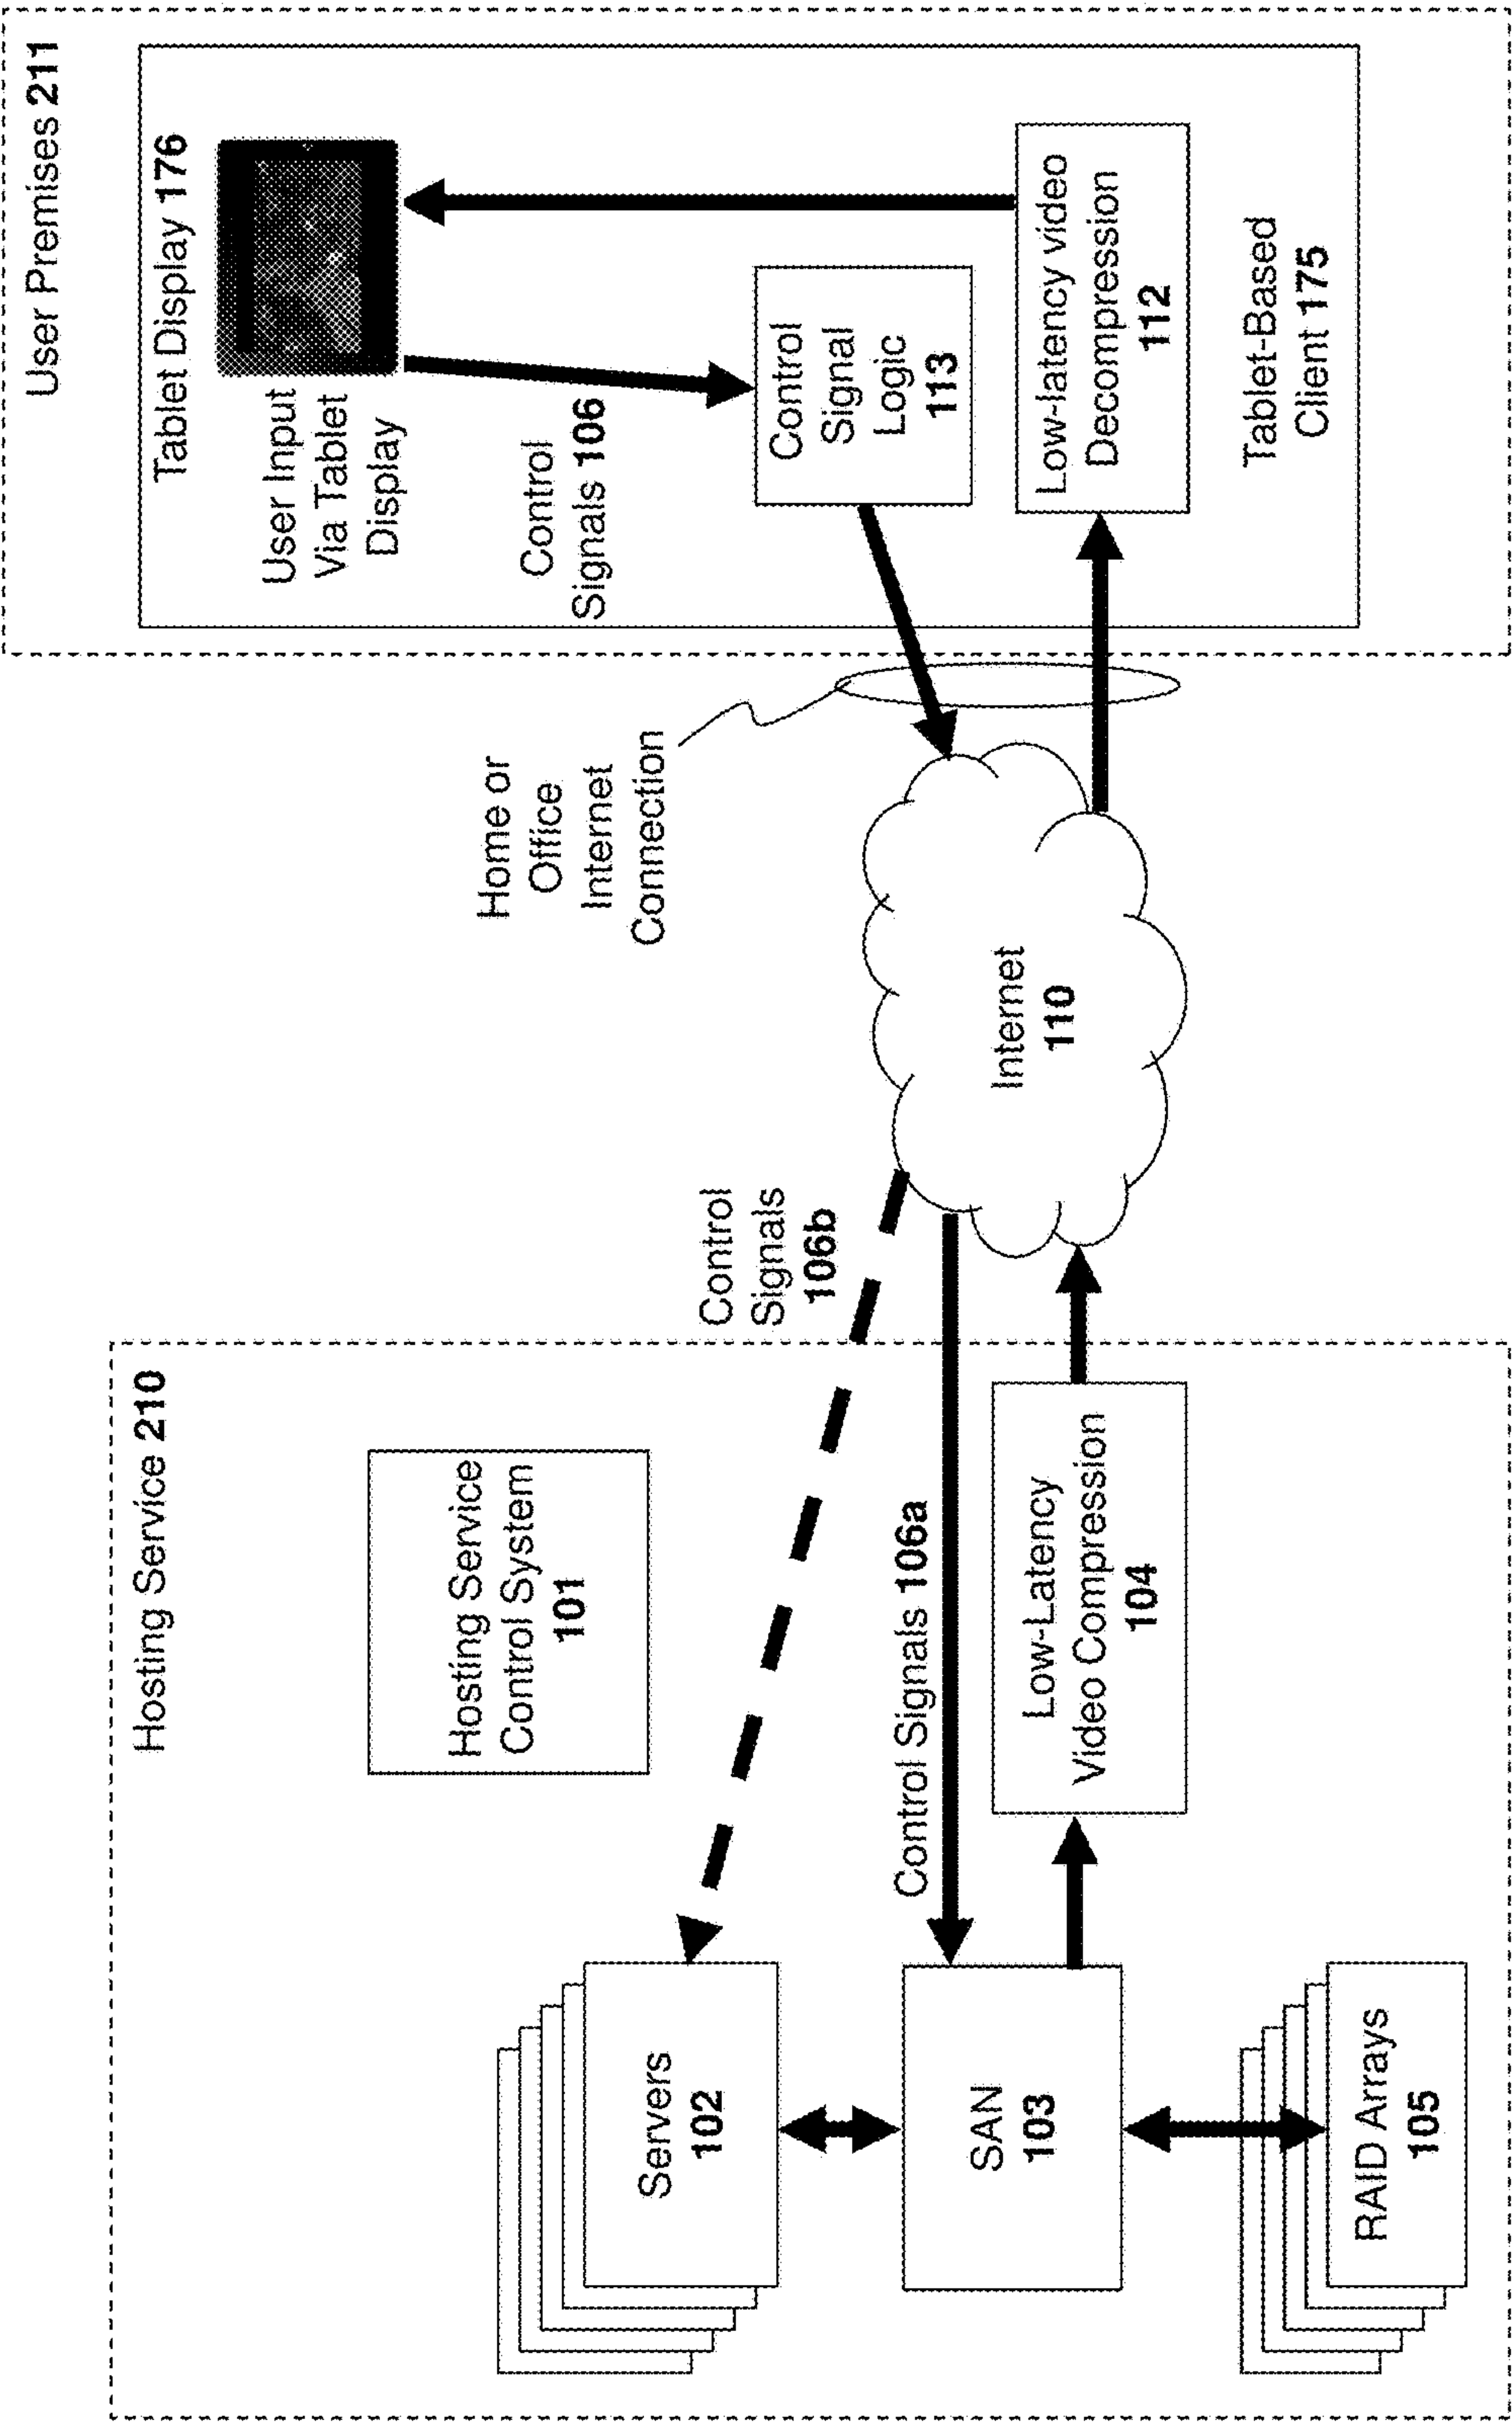 Hosting Service 210
Hosting Service
Control System
101
Servers
102
SAN
103
RAID Arrays
105
Control Signals 106a
Low-Latency
Video Compression
104
Control
Signals
106b
Internet
110
Home or
Office
Internet
Connection
User Premises 211
Tablet Display 176
User Input
Via Tablet
Display
Control
Signals 106
Control
Signal
Logic
113
Low-latency video
Decompression
112
Tablet-Based
Client 175